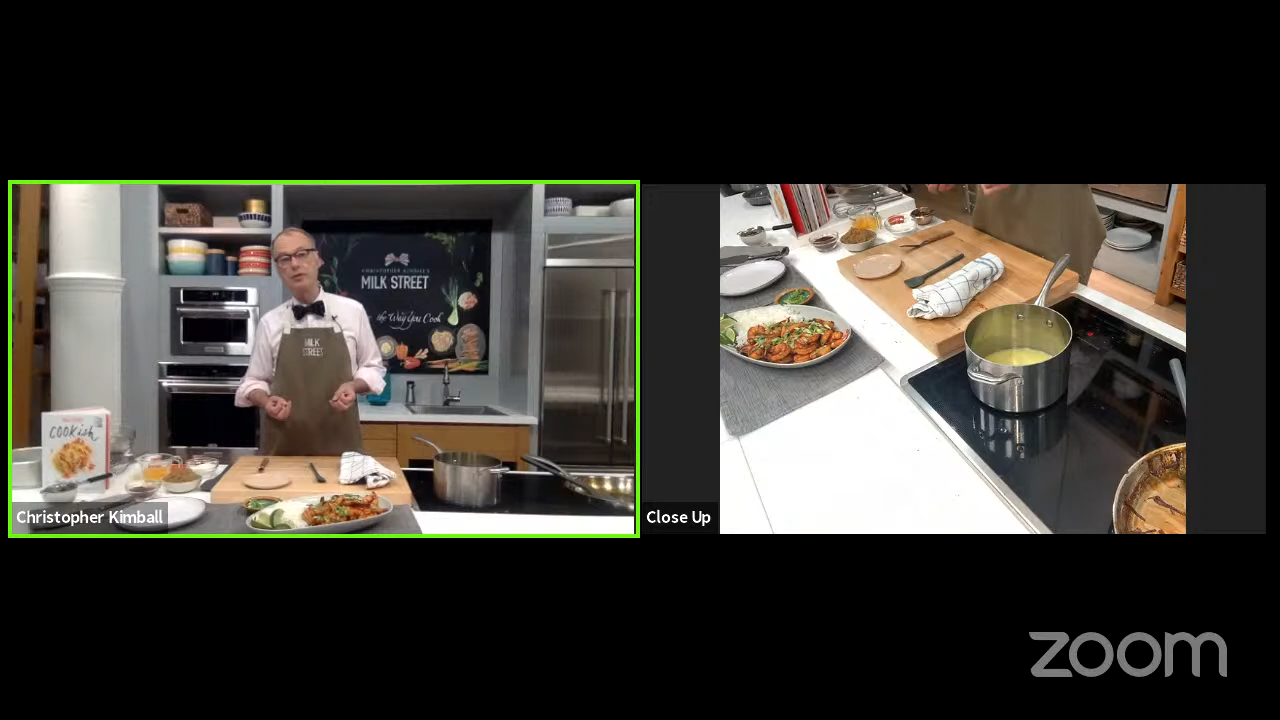 CHRISTOPHER KIMBALL'S
MILK STREET
the Way You Cook
MILK
STREET
COOKish
Christopher Kimball
Close Up
zoom